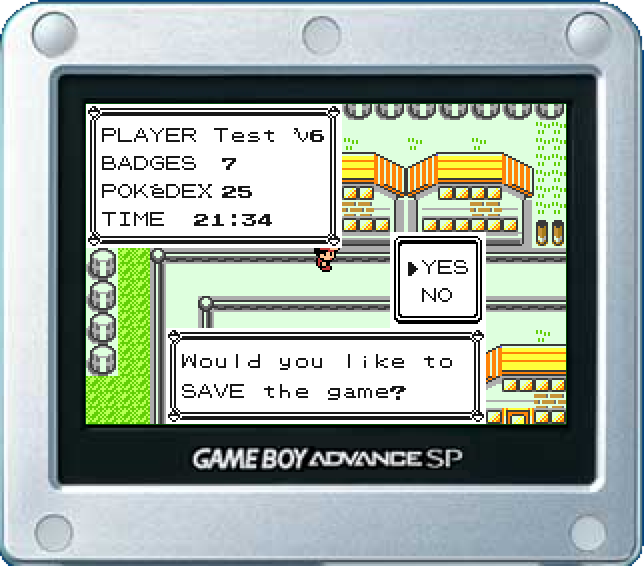 PLAYER Test V6
BADGES 7
POKéDEX 25
TIME 21:34
YES
NO
Would you like to
SAVE the game?
GAME BOY ADVANCE SP